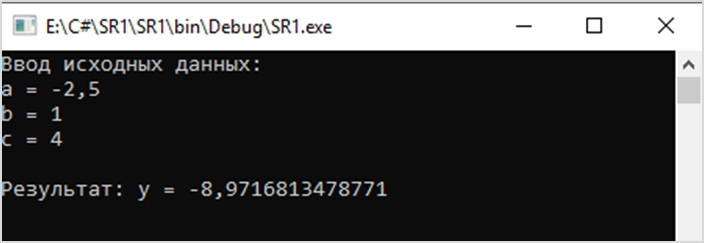 E:\C#\SR1\SR1\bin\Debug\SR1.exe
Ввод исходных данных:
a = -2,5
b = 1
c = 4
Результат: y = -8,9716813478771